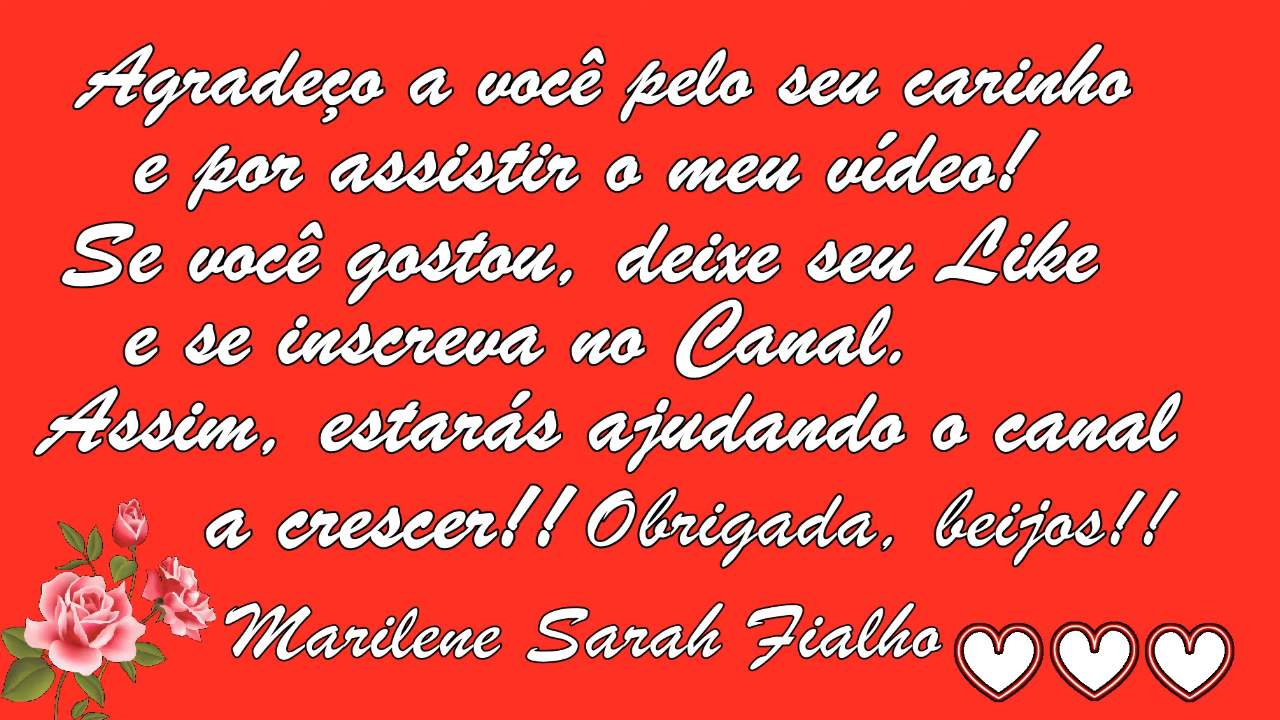 Agradeço a você pelo seu carinho
e por assistir o meu vídeo!
Se você gostou, deixe seu Like
e se inscreva no Canal.
Assim, estarás ajudando o canal
a crescer!! Obrigada, beijos!!
Marilene Sarah Fialho